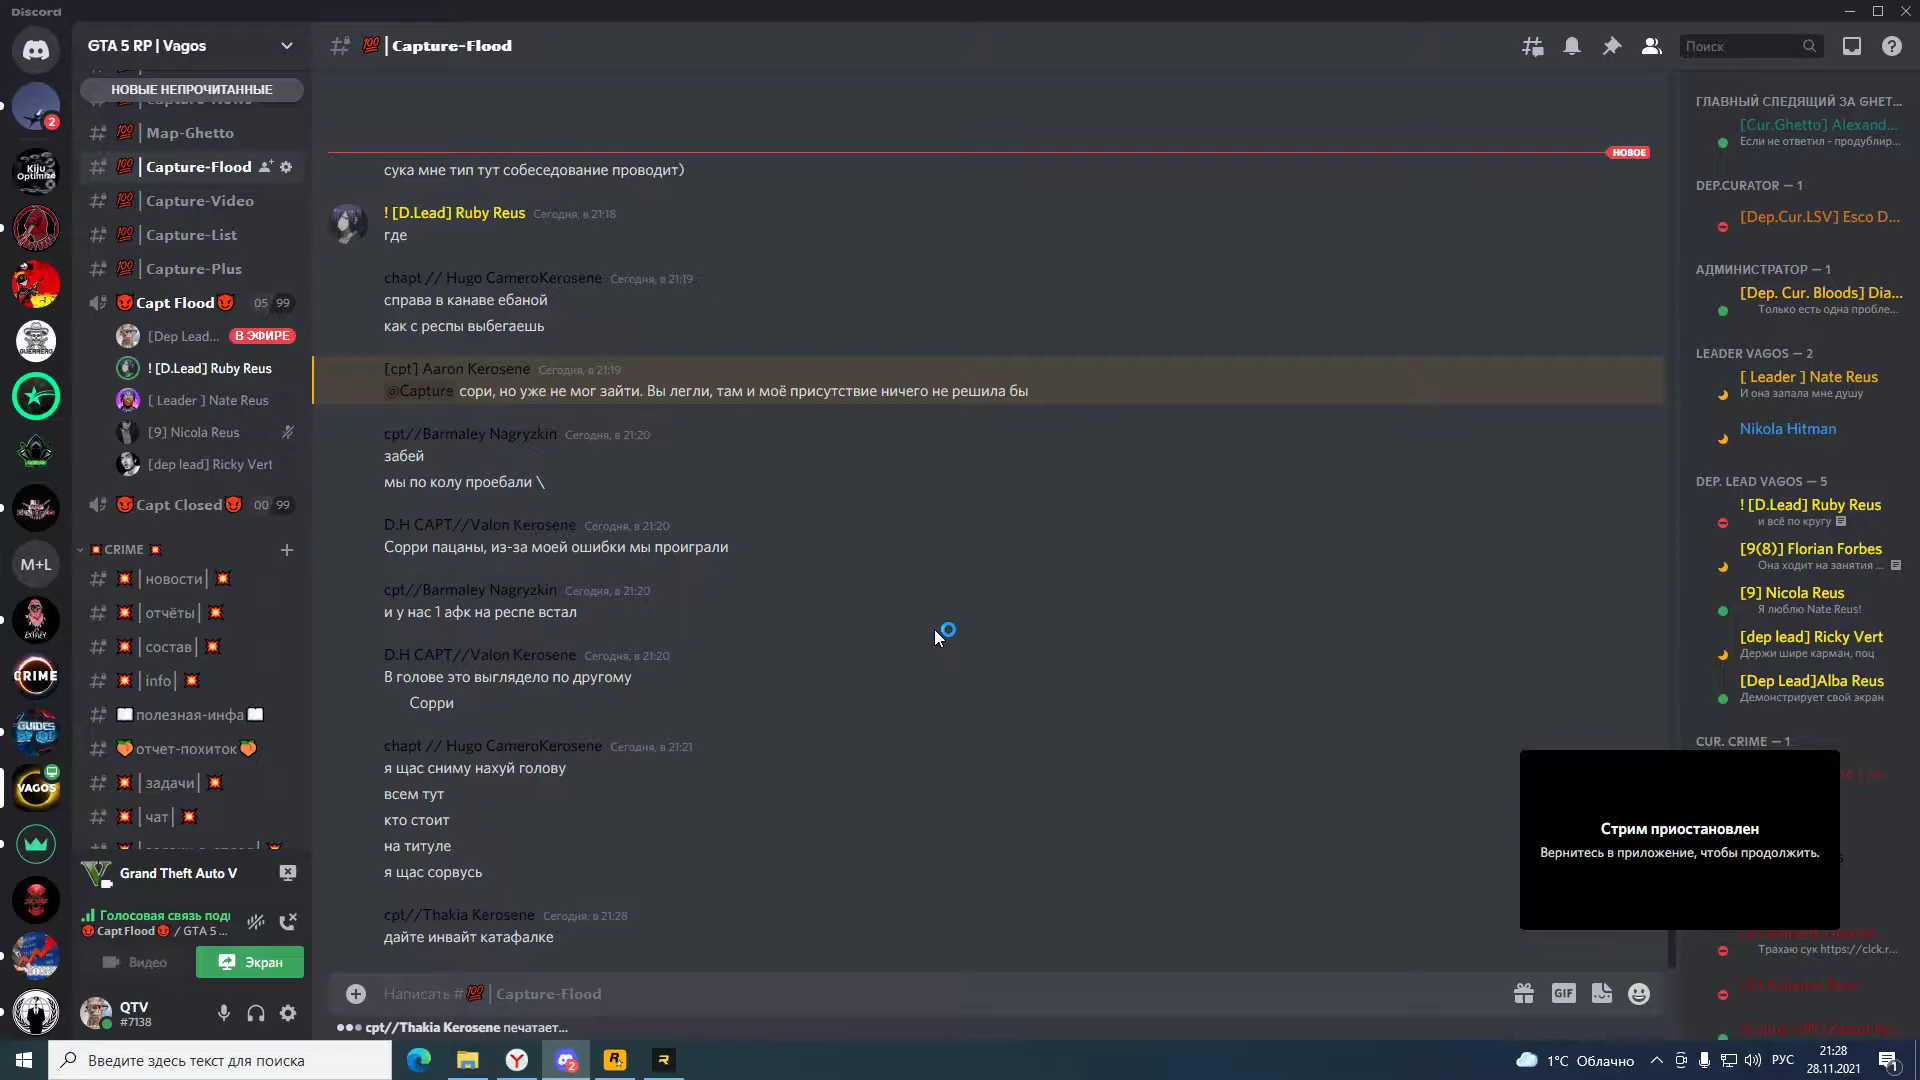 Discord
GTA 5 RP | Vagos
НОВЫЕ НЕПРОЧИТАННЫЕ
Map-Ghetto
Capture-Flood
Capture-Video
Capture-List
Capture-Plus
Capt Flood
05 99
[Dep Lead...
В ЭФИРЕ
! [D.Lead] Ruby Reus
[ Leader ] Nate Reus
[9] Nicola Reus
[dep lead] Ricky Vert
Capt Closed
00 99
CRIME
новости
отчёты
состав
info
полезная-инфа
отчет-похиток
задачи
чат
Grand Theft Auto V
Голосовая связь под
Capt Flood / GTA 5 ...
Видео
Экран
QTV
#7138
2
Kiju
Optimize
M+L
CRIME
VAGOS
Capture-Flood
НОВОЕ
сука мне тип тут собеседование проводит)
! [D.Lead] Ruby Reus Сегодня, в 21:18
где
chapt // Hugo CameroKerosene Сегодня, в 21:19
справа в канаве ебаной
как с респы выбегаешь
[cpt] Aaron Kerosene Сегодня, в 21:19
@Capture сори, но уже не мог зайти. Вы легли, там и моё присутствие ничего не решила бы
cpt//Barmaley Nagryzkin Сегодня, в 21:20
забей
мы по колу проебали \
D.H CAPT//Valon Kerosene Сегодня, в 21:20
Сорри пацаны, из-за моей ошибки мы проиграли
cpt//Barmaley Nagryzkin Сегодня, в 21:20
и у нас 1 афк на респе встал
D.H CAPT//Valon Kerosene Сегодня, в 21:20
В голове это выглядело по другому
Сорри
chapt // Hugo CameroKerosene Сегодня, в 21:21
я щас сниму нахуй голову
всем тут
кто стоит
на титуле
я щас сорвусь
cpt//Thakia Kerosene Сегодня, в 21:28
дайте инвайт катафалке
Написать # | Capture-Flood
GIF
cpt//Thakia Kerosene печатает...
Поиск
ГЛАВНЫЙ СЛЕДЯЩИЙ ЗА GHET...
[Cur.Ghetto] Alexand...
Если не ответил - продублир...
DEP.CURATOR — 1
[Dep.Cur.LSV] Esco D...
АДМИНИСТРАТОР — 1
[Dep. Cur. Bloods] Dia...
Только есть одна пробле...
LEADER VAGOS — 2
[ Leader ] Nate Reus
И она запала мне душу
Nikola Hitman
DEP. LEAD VAGOS — 5
! [D.Lead] Ruby Reus
и всё по кругу
[9(8)] Florian Forbes
Она ходит на занятия ...
[9] Nicola Reus
Я люблю Nate Reus!
[dep lead] Ricky Vert
Держи шире карман, поц
[Dep Lead]Alba Reus
Демонстрирует свой экран
CUR. CRIME — 1
Стрим приостановлен
Вернитесь в приложение, чтобы продолжить.
Трахаю сук https://clck.r...
Введите здесь текст для поиска
2
1°C Облачно
РУС
21:28
28.11.2021
1